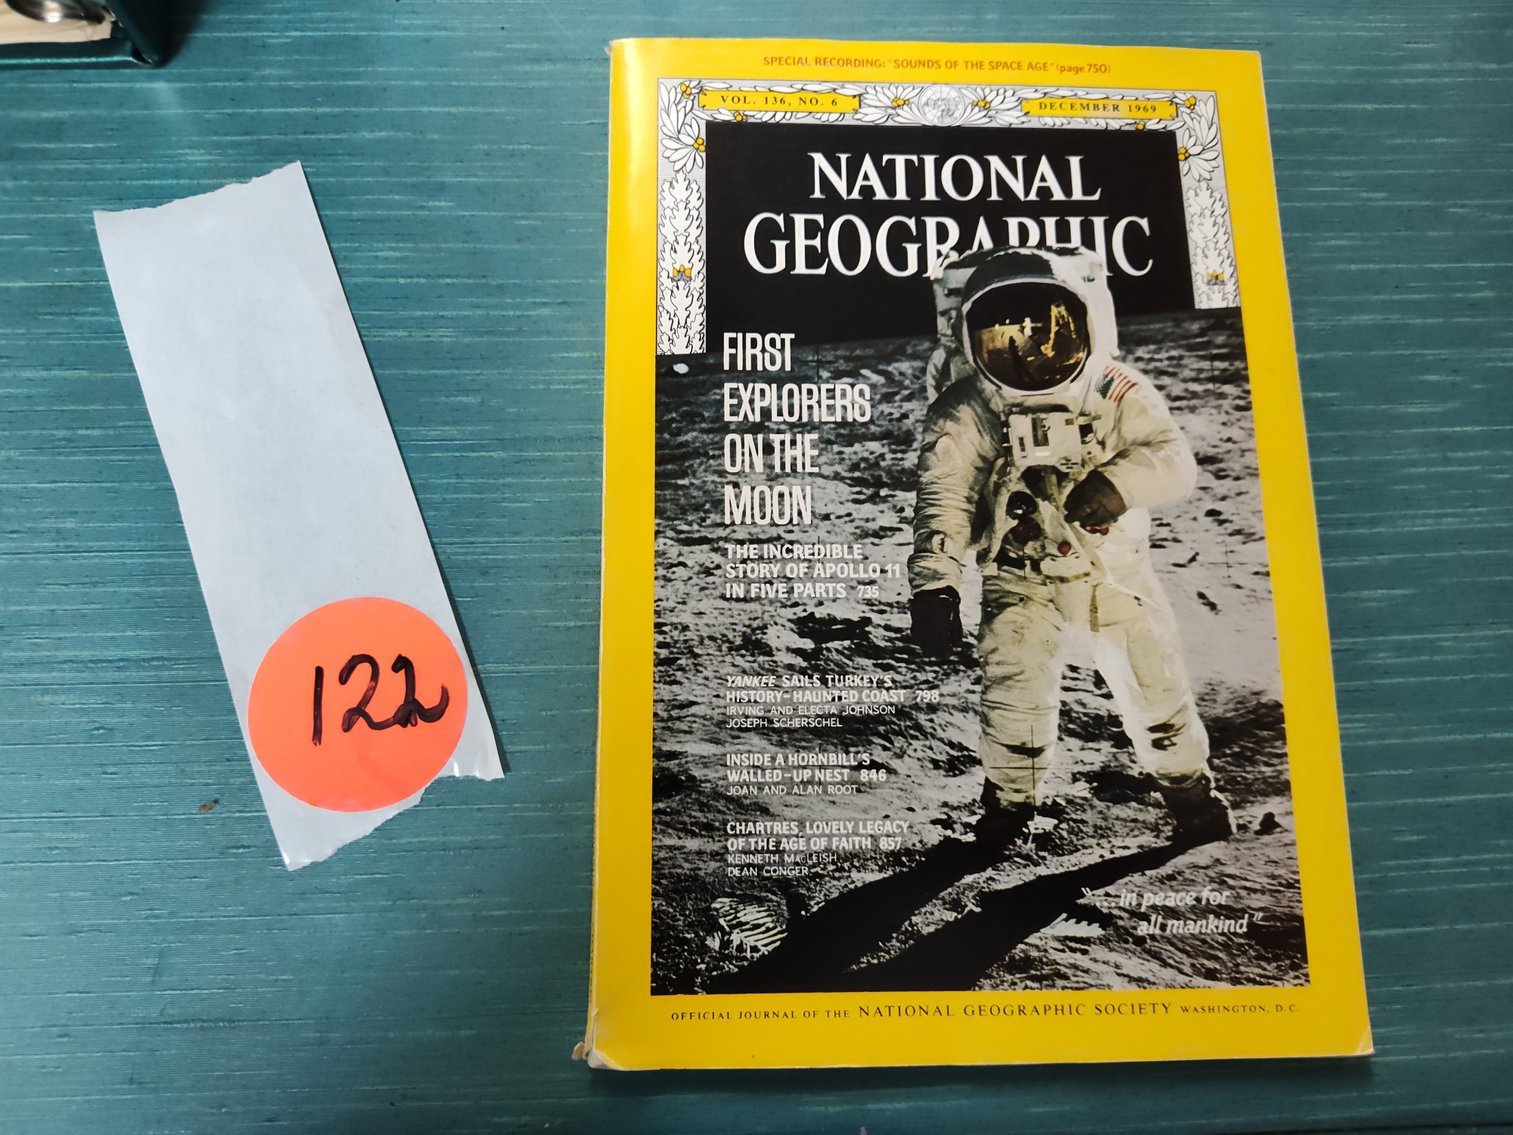 122
SPECIAL RECORDING: "SOUNDS OF THE SPACE AGE" (page 750)
VOL. 136, NO. 6
DECEMBER 1969
NATIONAL
GEOGRAPHIC
FIRST
EXPLORERS
ON THE
MOON
THE INCREDIBLE
STORY OF APOLLO 11
IN FIVE PARTS 735
YANKEE SAILS TURKEY'S
HISTORY-HAUNTED COAST 798
IRVING AND ELECTA JOHNSON
JOSEPH SCHERSCHEL
INSIDE A HORNBILL'S
WALLED-UP NEST 846
JOAN AND ALAN ROOT
CHARTRES, LOVELY LEGACY
OF THE AGE OF FAITH 857
KENNETH MACLEISH
DEAN CONGER
"... in peace for
all mankind"
OFFICIAL JOURNAL OF THE NATIONAL GEOGRAPHIC SOCIETY WASHINGTON, D.C.